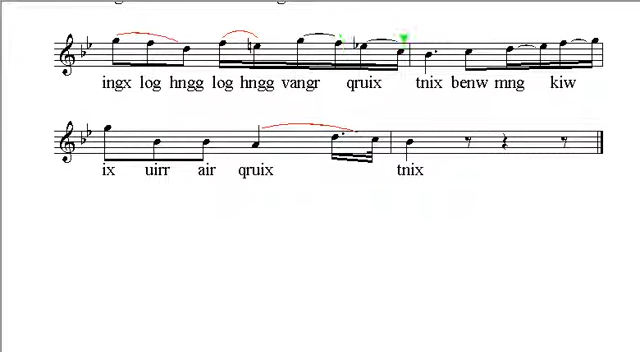 ingx log hngg log hngg vangr qruix tnix benw mng kiw
ix uirr air qruix tnix